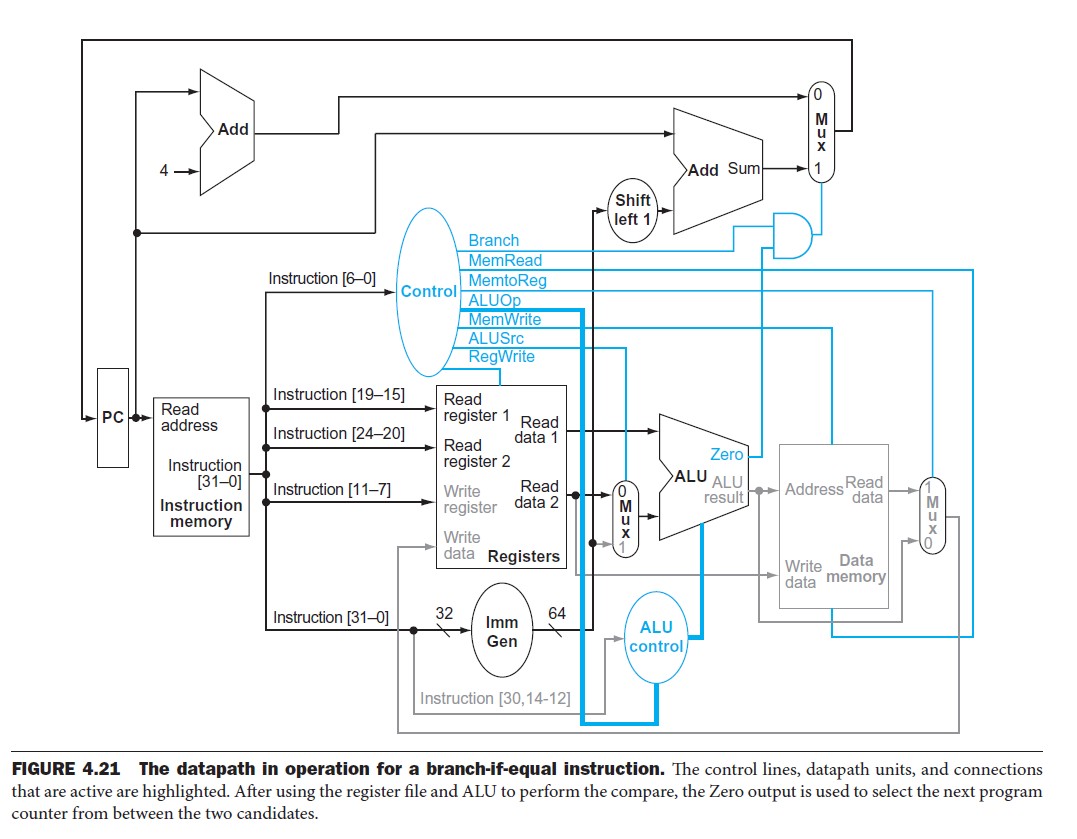 0
M
u
x
1
Add
4
Add Sum
Shift
left 1
Branch
MemRead
MemtoReg
ALUOp
MemWrite
ALUSrc
RegWrite
Control
Instruction [6–0]
Instruction [19–15]
Instruction [24–20]
Instruction [11–7]
Instruction [31–0]
PC
Read
address
Instruction
[31–0]
Instruction
memory
Read
register 1
Read
register 2
Write
register
Write
data
Read
data 1
Read
data 2
Registers
0
M
u
x
1
Zero
ALU
ALU
result
Address
Read
data
Write
data
Data
memory
1
M
u
x
0
32
Imm
Gen
64
ALU
control
Instruction [30,14-12]
FIGURE 4.21 The datapath in operation for a branch-if-equal instruction. The control lines, datapath units, and connections
that are active are highlighted. After using the register file and ALU to perform the compare, the Zero output is used to select the next program
counter from between the two candidates.